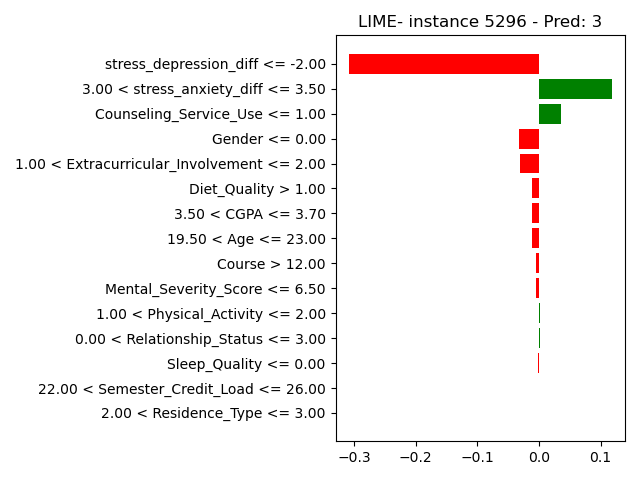 LIME- instance 5296 - Pred: 3
stress_depression_diff <= -2.00
3.00 < stress_anxiety_diff <= 3.50
Counseling_Service_Use <= 1.00
Gender <= 0.00
1.00 < Extracurricular_Involvement <= 2.00
Diet_Quality > 1.00
3.50 < CGPA <= 3.70
19.50 < Age <= 23.00
Course > 12.00
Mental_Severity_Score <= 6.50
1.00 < Physical_Activity <= 2.00
0.00 < Relationship_Status <= 3.00
Sleep_Quality <= 0.00
22.00 < Semester_Credit_Load <= 26.00
2.00 < Residence_Type <= 3.00
−0.3 −0.2 −0.1 0.0 0.1